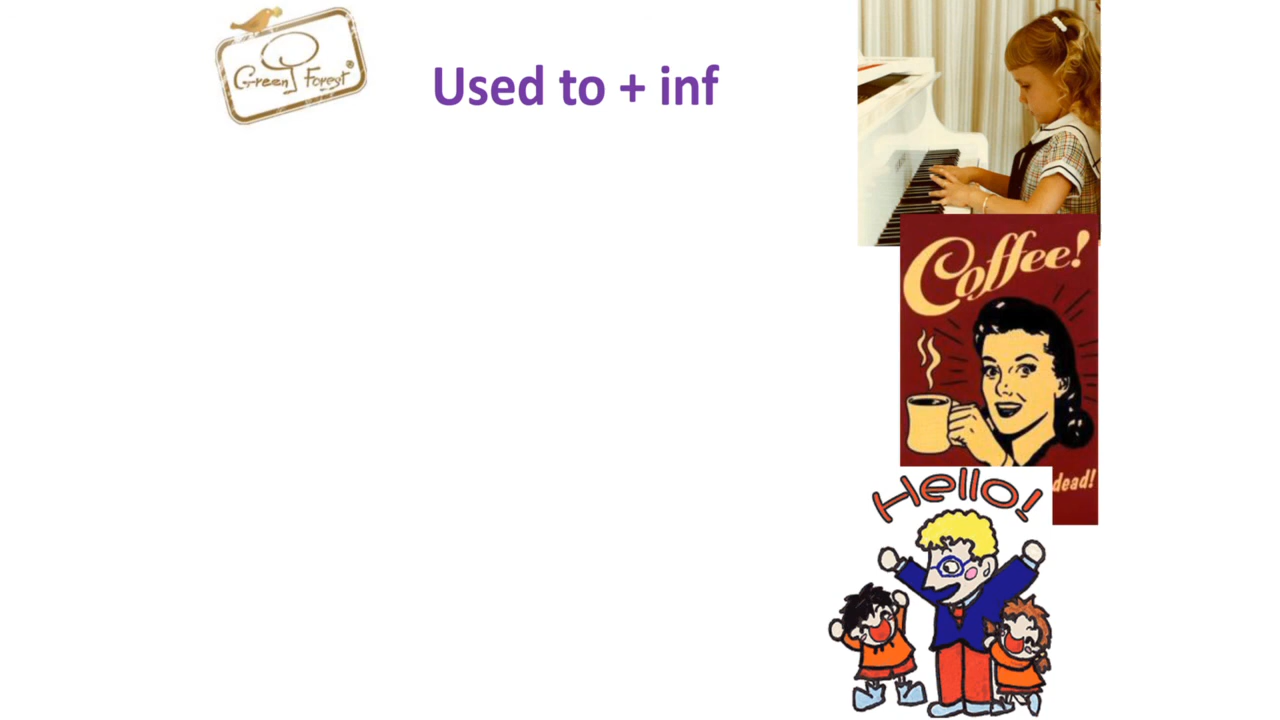 Green Forest®
Used to + inf
Coffee!
dead!
Hello!